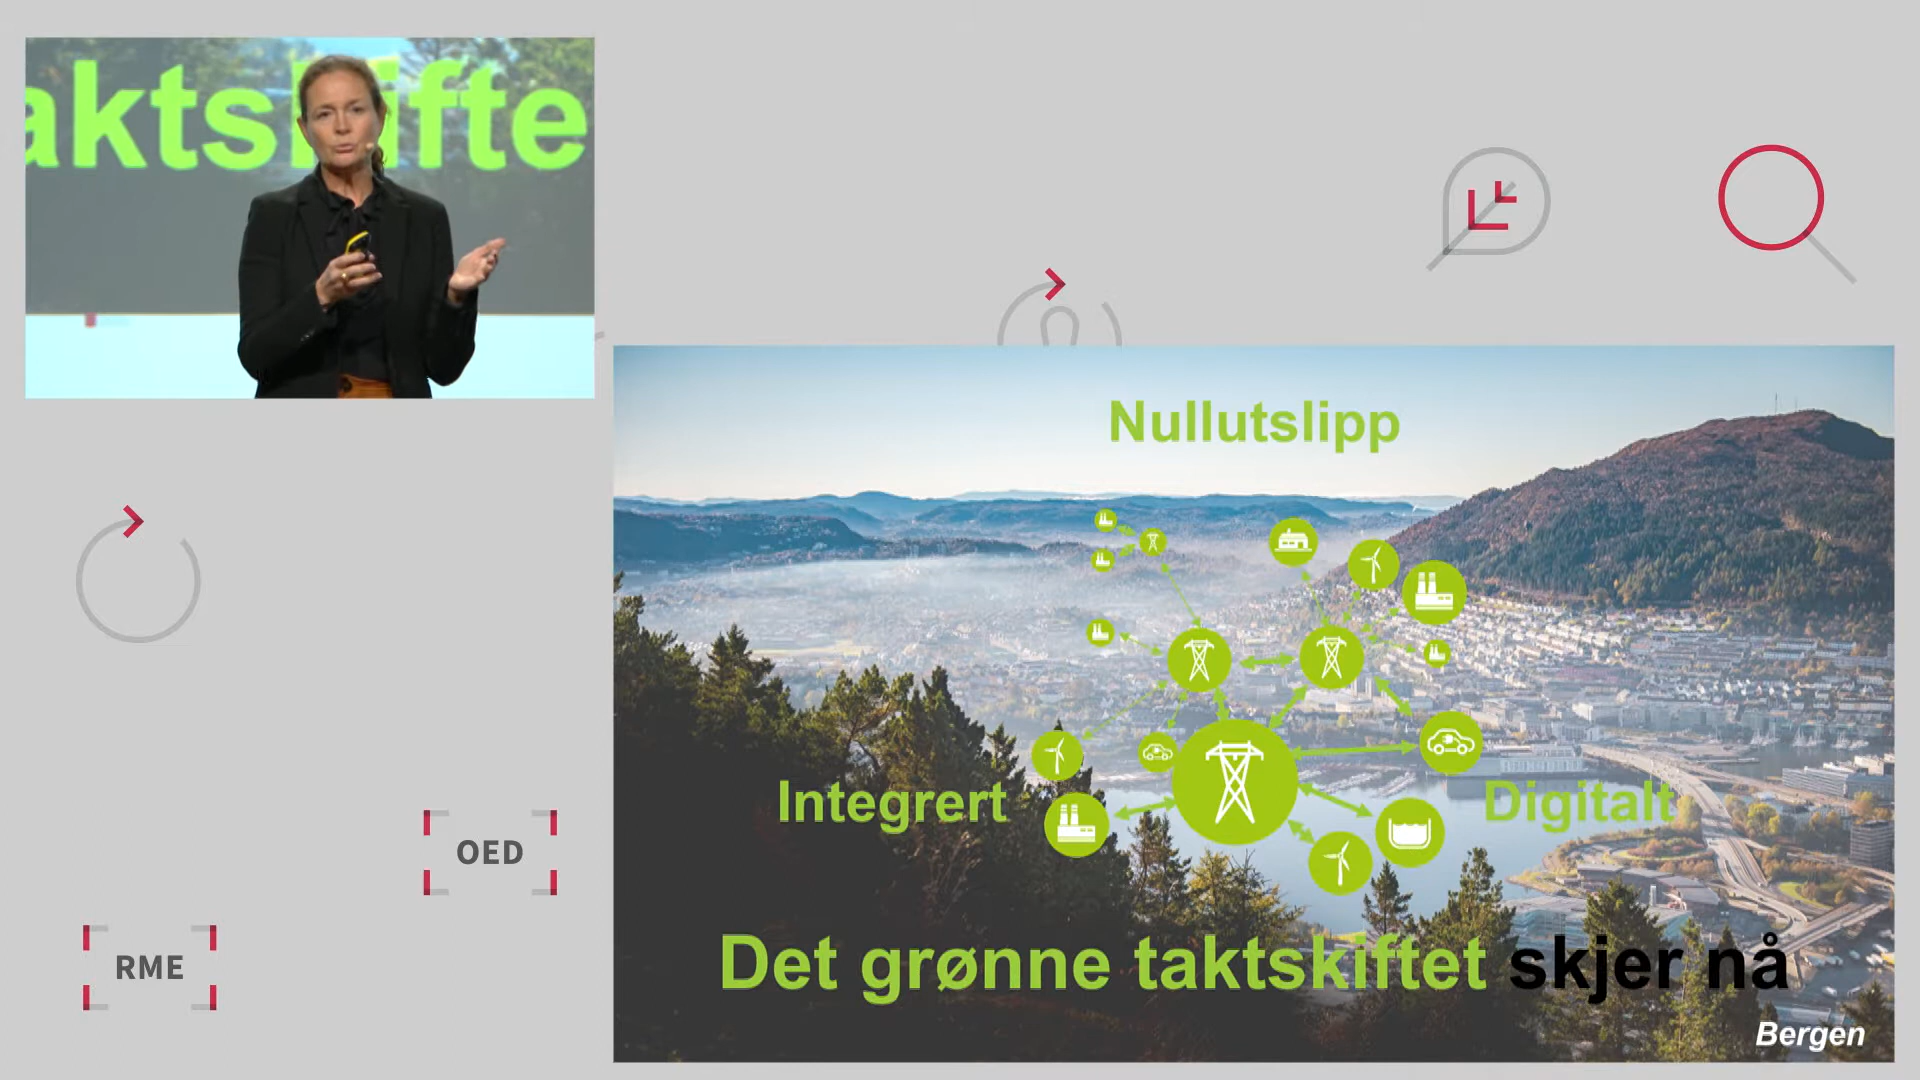 aktskifte
Nullutslipp
Integrert
Digitalt
OED
Det grønne taktskiftet skjer nå
RME
Bergen